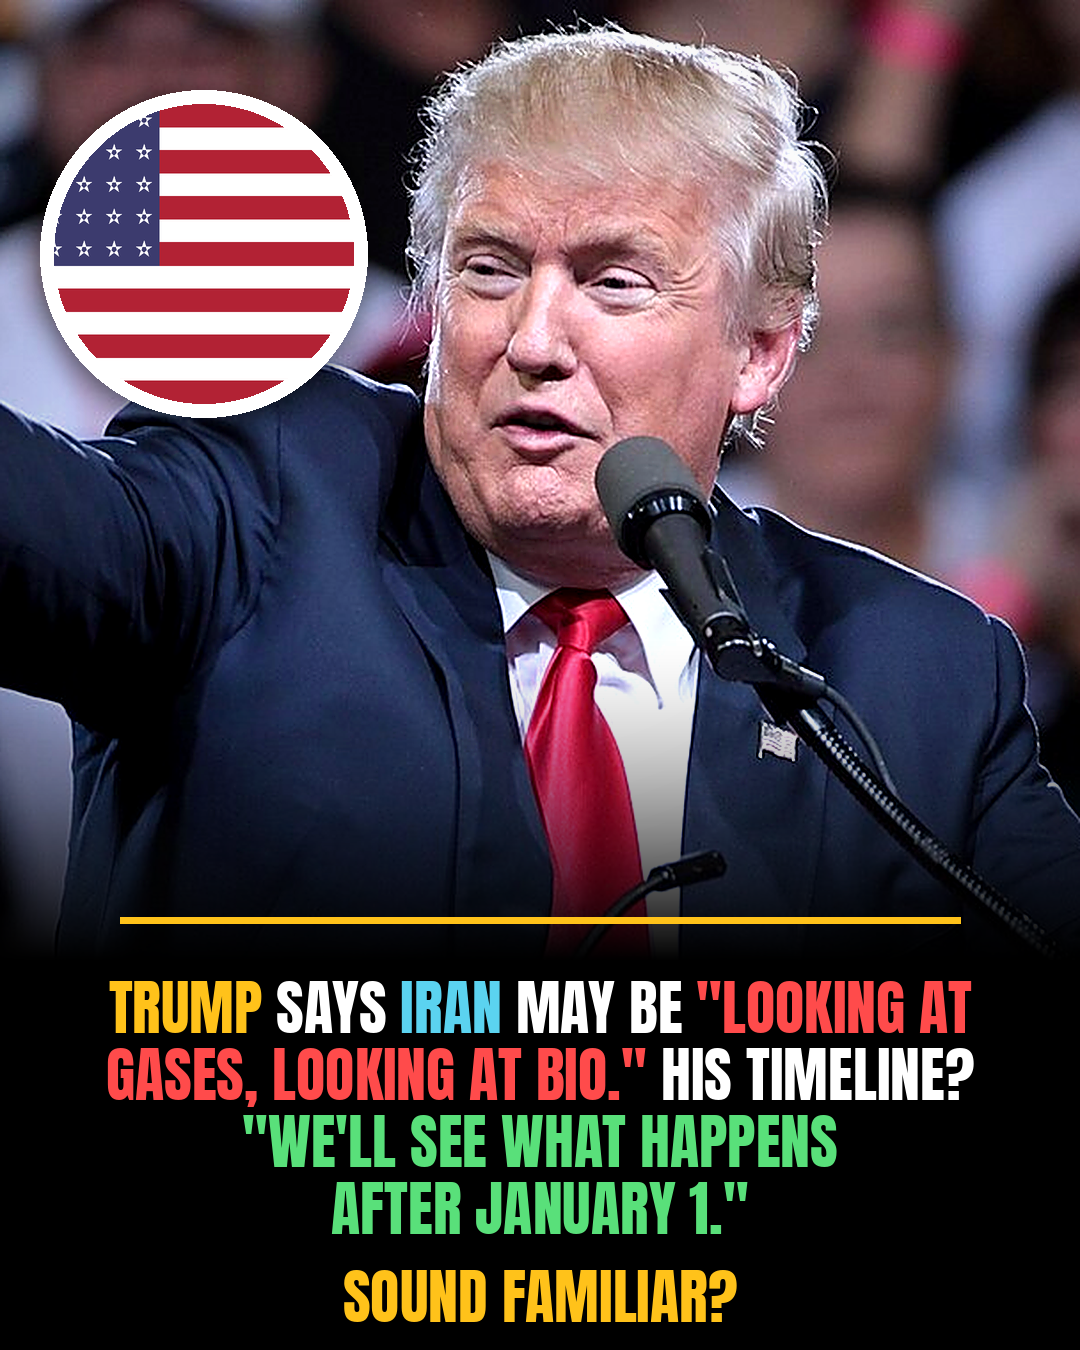 TRUMP SAYS IRAN MAY BE "LOOKING AT
GASES, LOOKING AT BIO." HIS TIMELINE?
"WE'LL SEE WHAT HAPPENS
AFTER JANUARY 1."
SOUND FAMILIAR?